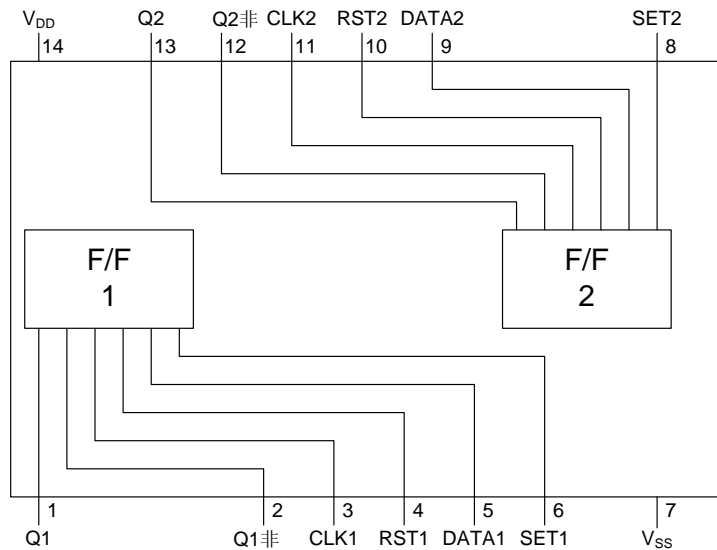 VDD Q2 Q2非 CLK2 RST2 DATA2 SET2
14 13 12 11 10 9 8
F/F
1
F/F
2
1 2 3 4 5 6 7
Q1 Q1非 CLK1 RST1 DATA1 SET1 VSS